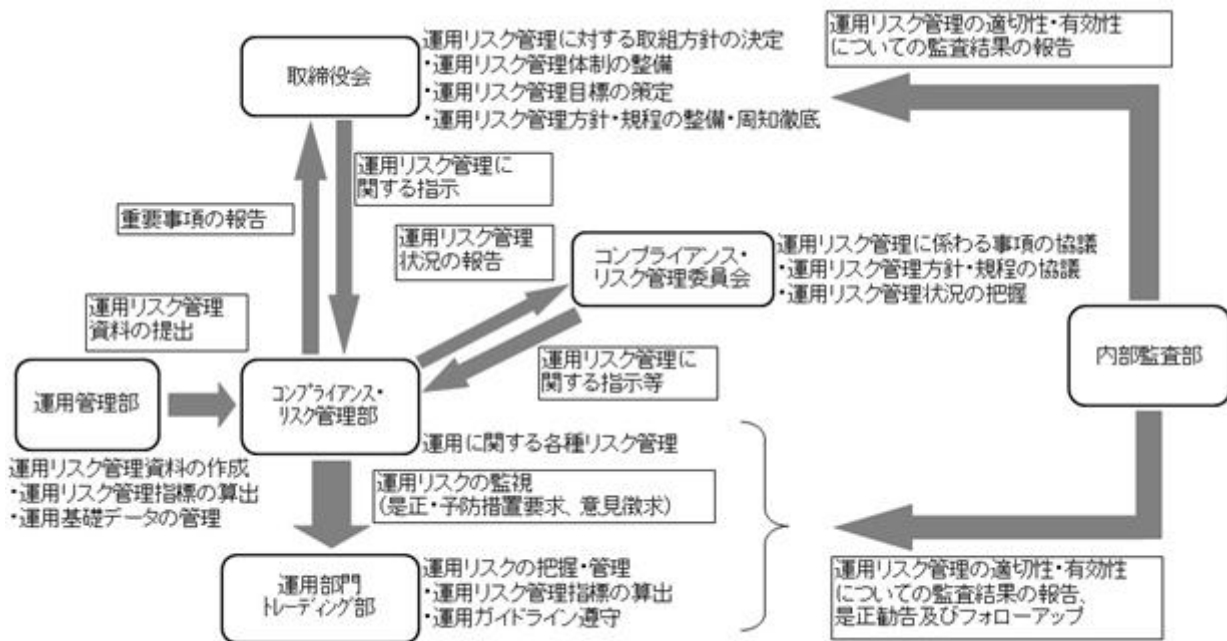 取締役会
運用リスク管理に対する取組方針の決定
・運用リスク管理体制の整備
・運用リスク管理目標の策定
・運用リスク管理方針・規程の整備・周知徹底
運用リスク管理の適切性・有効性
についての監査結果の報告
運用リスク管理に
関する指示
重要事項の報告
運用リスク管理
状況の報告
コンプライアンス・
リスク管理委員会
運用リスク管理に係わる事項の協議
・運用リスク管理方針・規程の協議
・運用リスク管理状況の把握
運用リスク管理
資料の提出
運用リスク管理に
関する指示等
内部監査部
運用管理部
コンプライアンス・
リスク管理部
運用に関する各種リスク管理
運用リスク管理資料の作成
・運用リスク管理指標の算出
・運用基礎データの管理
運用リスクの監視
(是正・予防措置要求、意見徴求)
運用部門
トレーディング部
運用リスクの把握・管理
・運用リスク管理指標の算出
・運用ガイドライン遵守
運用リスク管理の適切性・有効性
についての監査結果の報告、
是正勧告及びフォローアップ